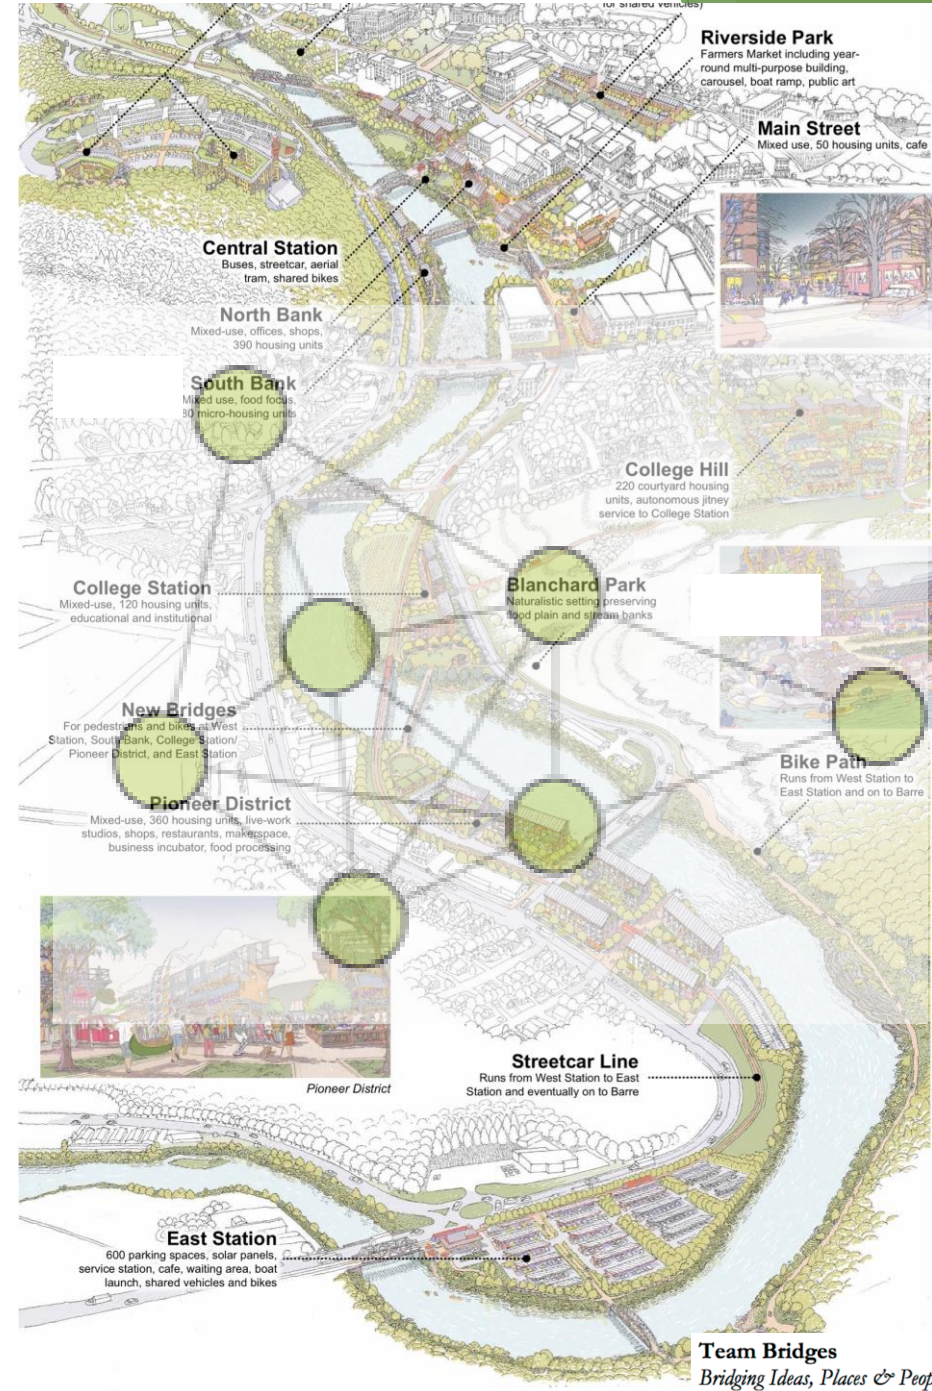 for shared vehicles)
Riverside Park
Farmers Market including year-
round multi-purpose building,
carousel, boat ramp, public art
Main Street
Mixed use, 50 housing units, cafe
Central Station
Buses, streetcar, aerial
tram, shared bikes
North Bank
Mixed-use, offices, shops,
390 housing units
South Bank
Mixed use, food focus,
80 micro-housing units
College Hill
220 courtyard housing
units, autonomous jitney
service to College Station
College Station
Mixed-use, 120 housing units,
educational and institutional
Blanchard Park
Naturalistic setting preserving
flood plain and stream banks
New Bridges
For pedestrians and bikes at West
Station, South Bank, College Station/
Pioneer District, and East Station
Bike Path
Runs from West Station to
East Station and on to Barre
Pioneer District
Mixed-use, 360 housing units, live-work
studios, shops, restaurants, makerspace,
business incubator, food processing
Pioneer District
Streetcar Line
Runs from West Station to East
Station and eventually on to Barre
East Station
600 parking spaces, solar panels,
service station, cafe, waiting area, boat
launch, shared vehicles and bikes
Team Bridges
Bridging Ideas, Places & Peop